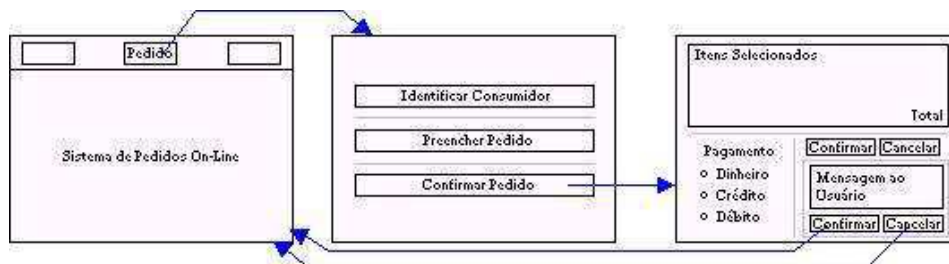 Pedido
Sistema de Pedidos On-Line
Identificar Consumidor
Preencher Pedido
Confirmar Pedido
Itens Selecionados
Total
Pagamento
Dinheiro
Crédito
Débito
Confirmar Cancelar
Mensagem ao
Usuário
Confirmar Cancelar